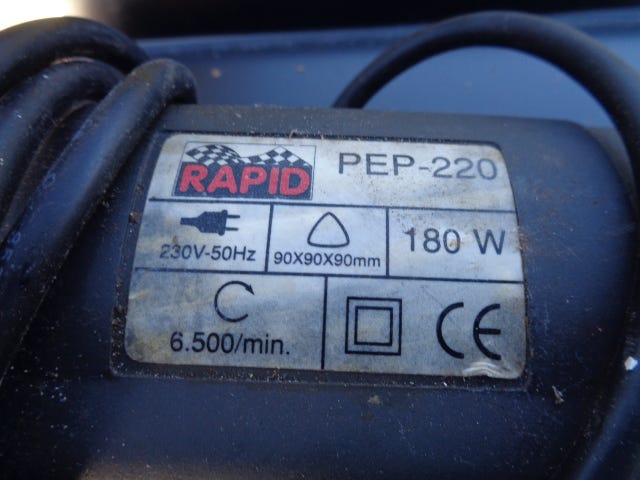 RAPID
PEP-220
230V-50Hz
90X90X90mm
180 W
6.500/min.
CE